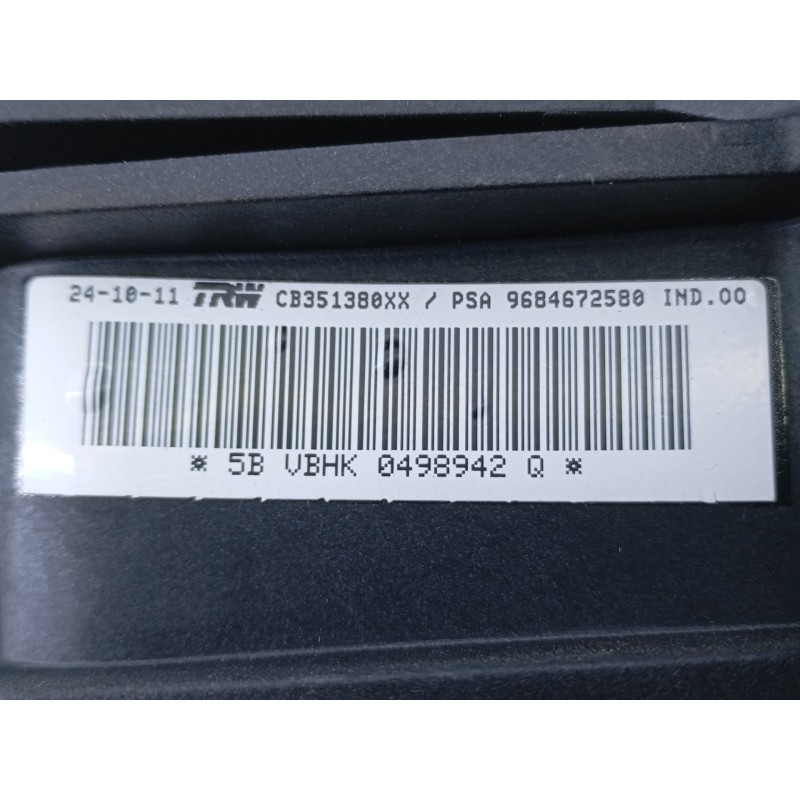 24-10-11 TRW CB351380XX / PSA 9684672580 IND.00
* 5B VBHK 0498942 Q *